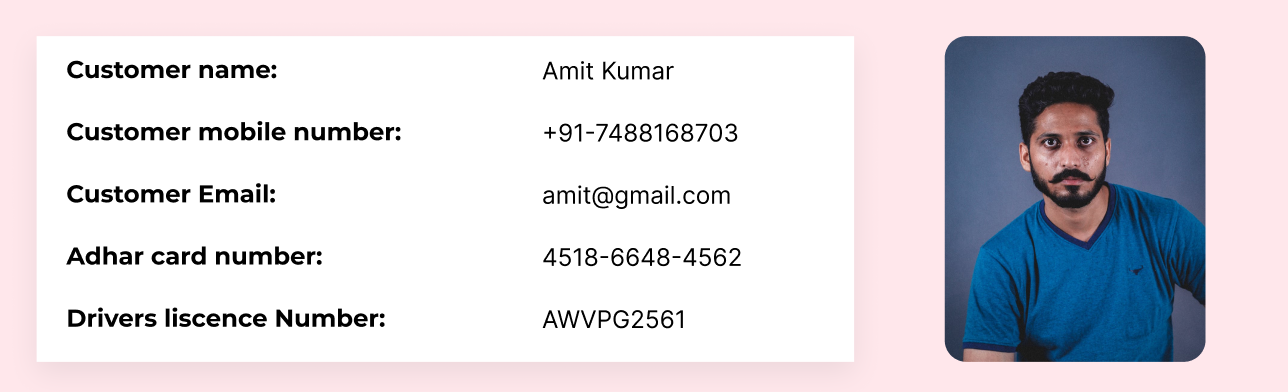 Customer name: Amit Kumar
Customer mobile number: +91-7488168703
Customer Email: amit@gmail.com
Adhar card number: 4518-6648-4562
Drivers liscence Number: AWVPG2561